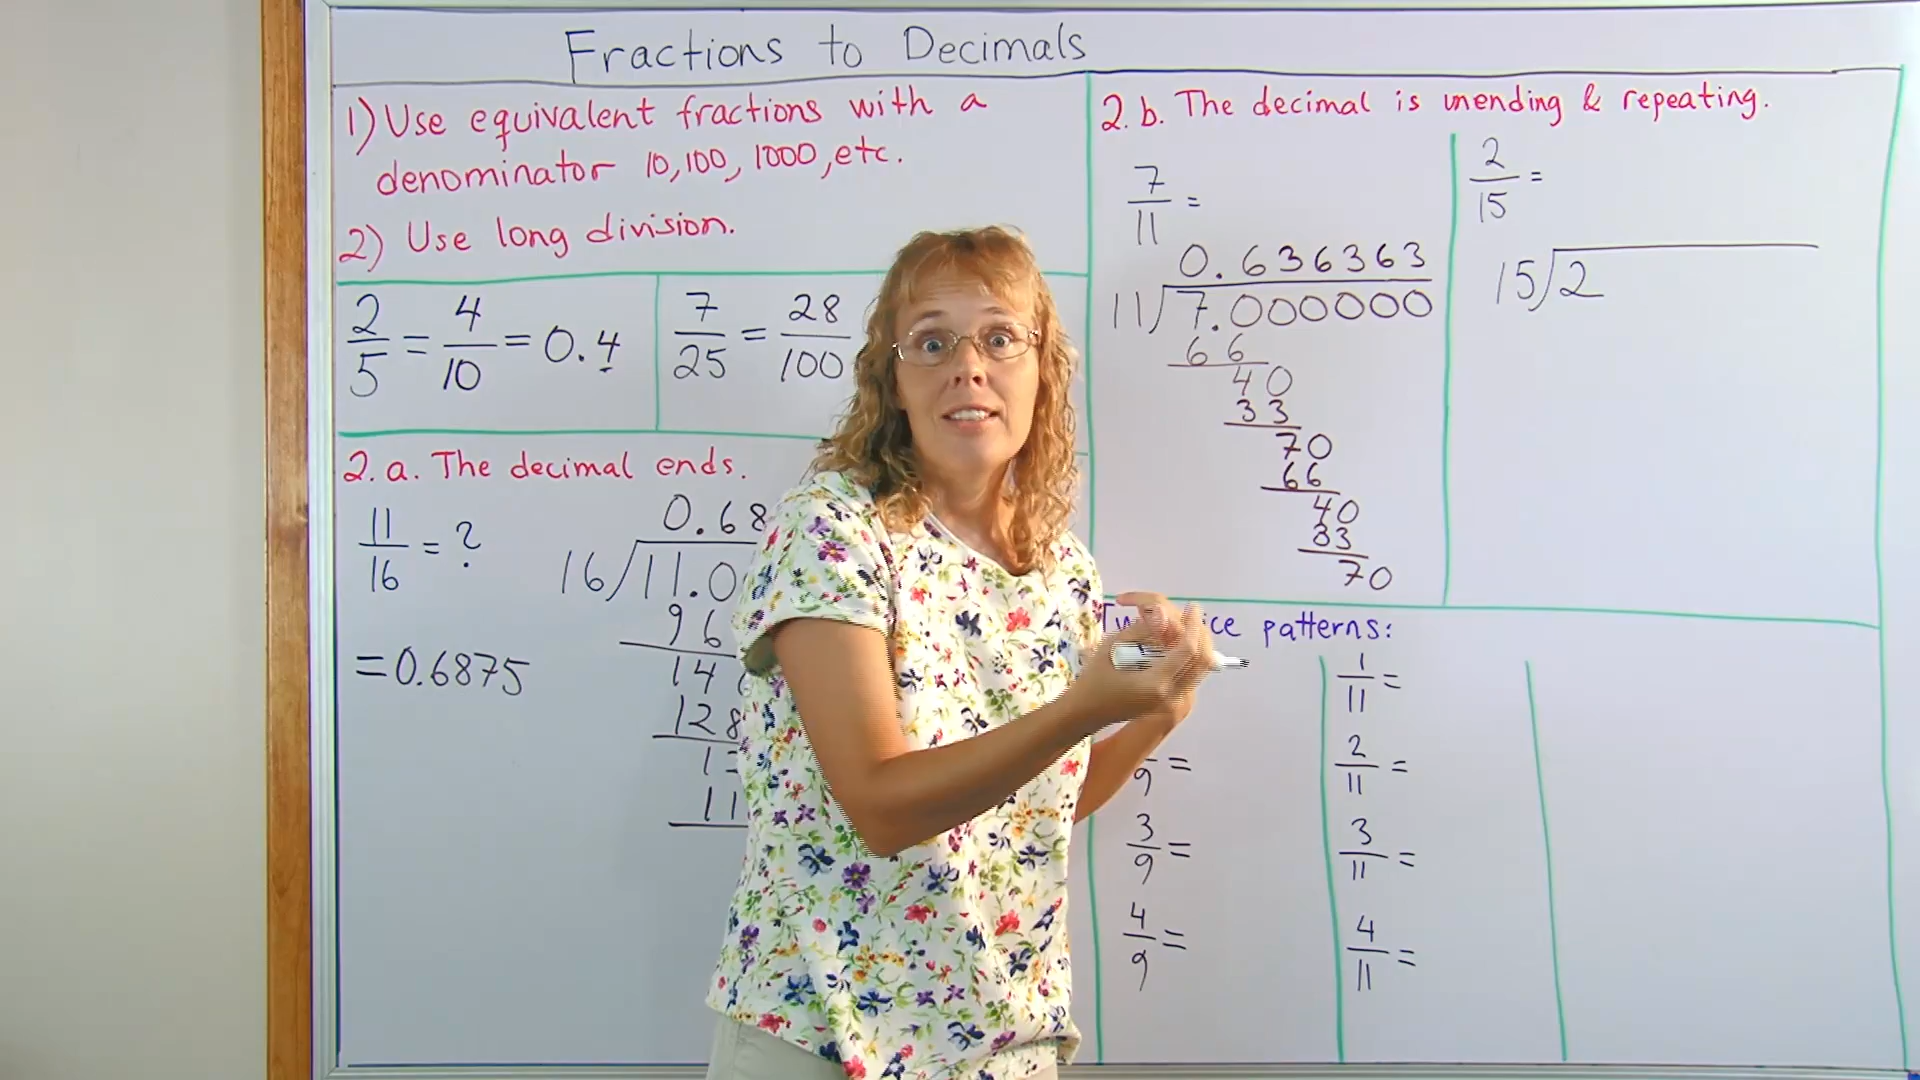 Fractions to Decimals
1) Use equivalent fractions with a
denominator 10, 100, 1000, etc.
2) Use long division.
2/5 = 4/10 = 0.4
7/25 = 28/100
2.a. The decimal ends.
11/16 = ?
= 0.6875
0.68
16)11.0
96
14
128
1
11
2.b. The decimal is unending & repeating.
7/11 =
0.636363
11)7.000000
66
40
33
70
66
40
33
70
2/15 =
15)2
patterns:
9 =
3/9 =
4/9 =
1/11 =
2/11 =
3/11 =
4/11 =